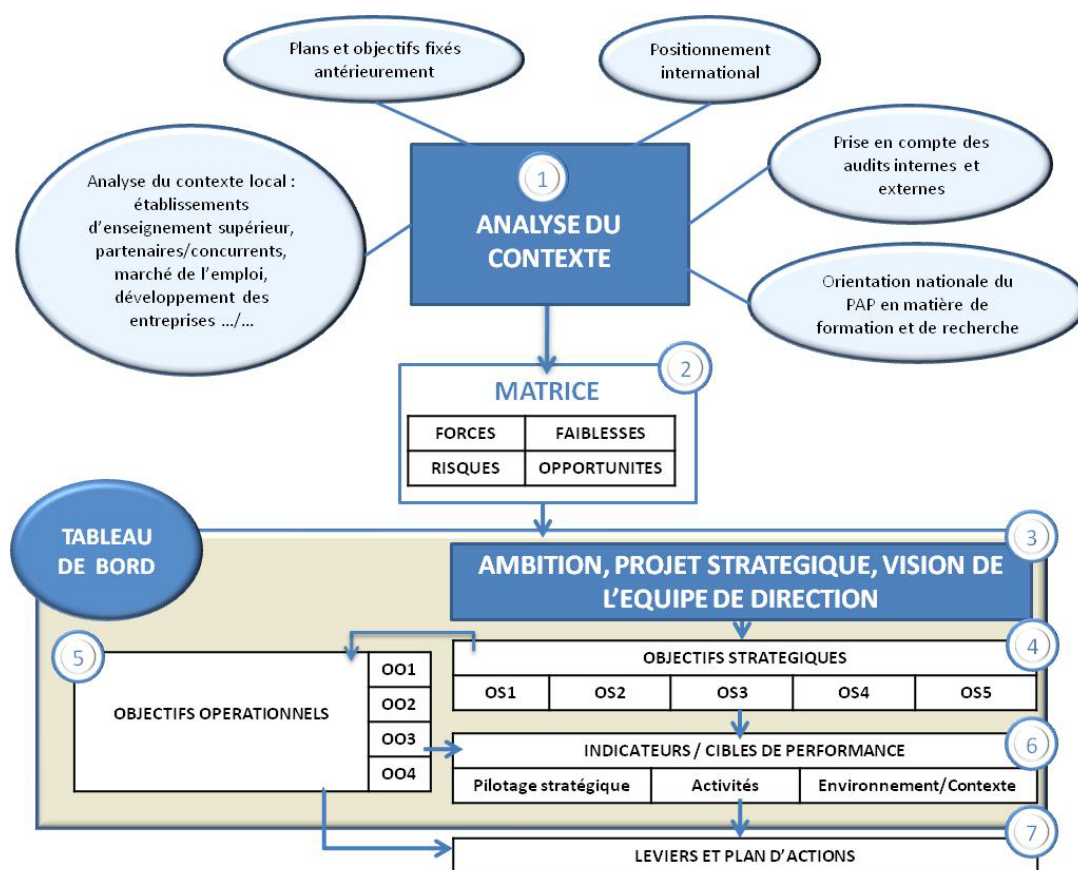 Plans et objectifs fixés
antérieurement
Positionnement
international
Analyse du contexte local :
établissements
d'enseignement supérieur,
partenaires/concurrents,
marché de l'emploi,
développement des
entreprises .../...
1
ANALYSE DU
CONTEXTE
Prise en compte des
audits internes et
externes
Orientation nationale du
PAP en matière de
formation et de recherche
2
MATRICE
FORCES FAIBLESSES
RISQUES OPPORTUNITES
TABLEAU
DE BORD
3
AMBITION, PROJET STRATEGIQUE, VISION DE
L'EQUIPE DE DIRECTION
4
OBJECTIFS STRATEGIQUES
OS1 OS2 OS3 OS4 OS5
5
OBJECTIFS OPERATIONNELS
OO1
OO2
OO3
OO4
6
INDICATEURS / CIBLES DE PERFORMANCE
Pilotage stratégique Activités Environnement/Contexte
7
LEVIERS ET PLAN D'ACTIONS